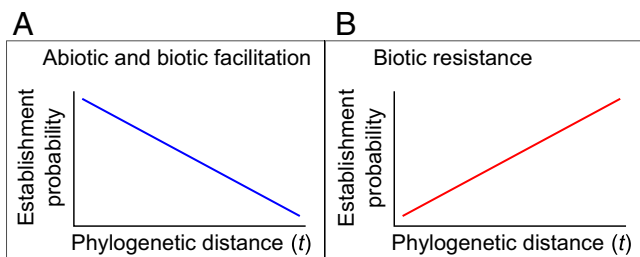 A
Abiotic and biotic facilitation
Establishment
probability
Phylogenetic distance (t)
B
Biotic resistance
Establishment
probability
Phylogenetic distance (t)